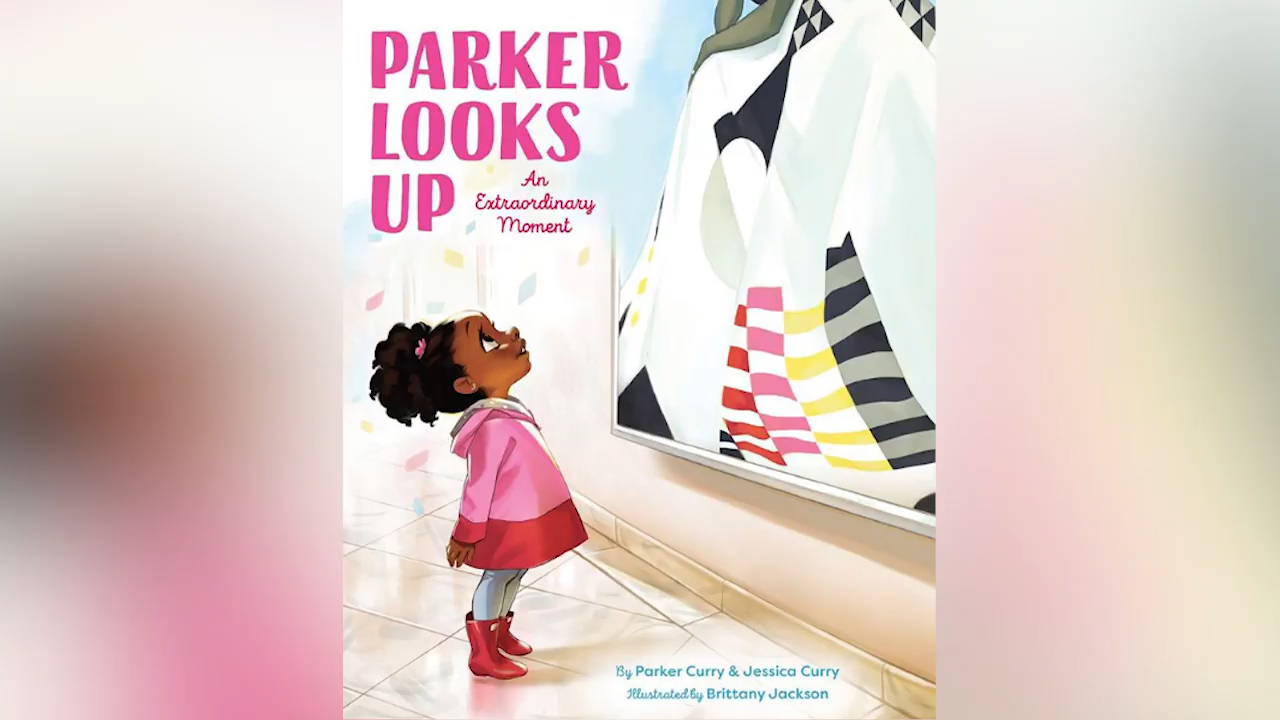 PARKER
LOOKS
UP
An
Extraordinary
Moment
By Parker Curry & Jessica Curry
Illustrated by Brittany Jackson